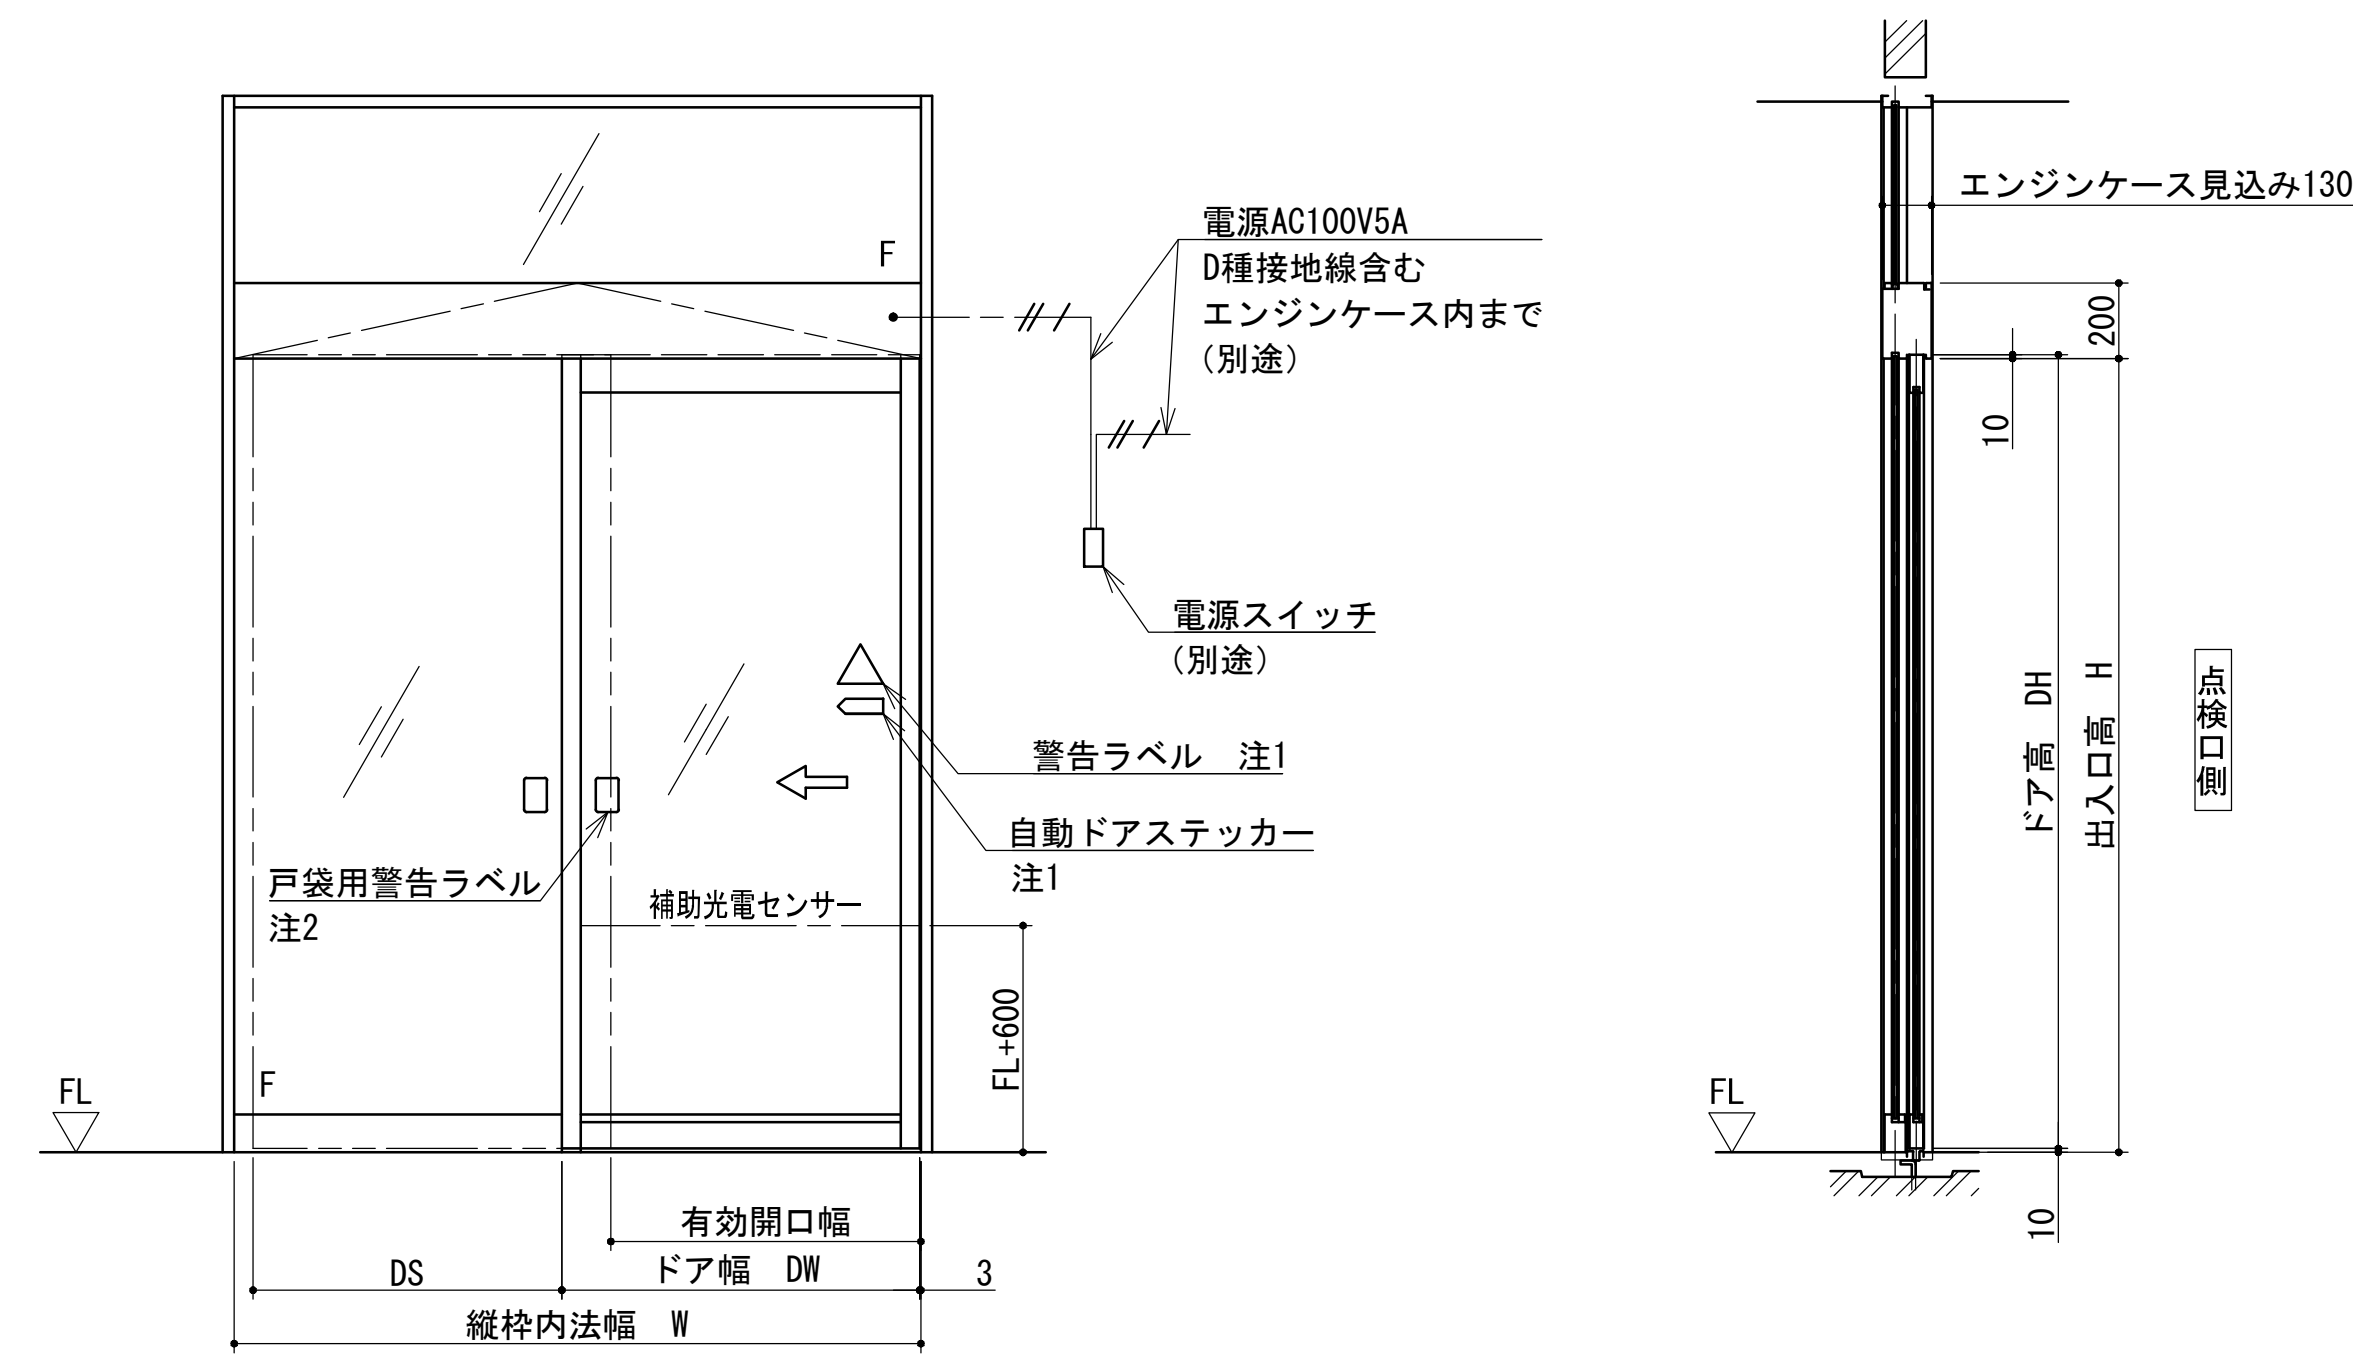 エンジンケース見込み130
電源AC100V5A
D種接地線含む
エンジンケース内まで
(別途)
F
200
10
電源スイッチ
(別途)
ドア高 DH
出入口高 H
点検口側
警告ラベル 注1
自動ドアステッカー
注1
戸袋用警告ラベル
注2
補助光電センサー
FL+600
F
FL
FL
10
有効開口幅
DS
ドア幅 DW
3
縦枠内法幅 W